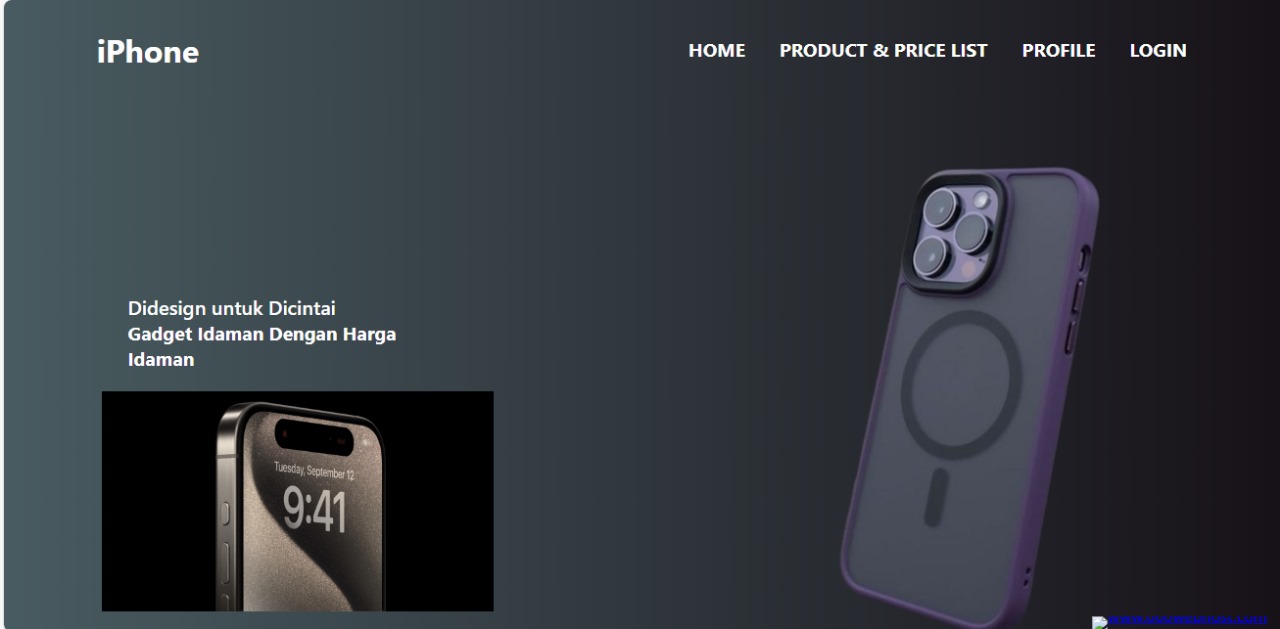 iPhone
HOME PRODUCT & PRICE LIST PROFILE LOGIN
Didesign untuk Dicintai
Gadget Idaman Dengan Harga
Idaman
Tuesday, September 12
9:41